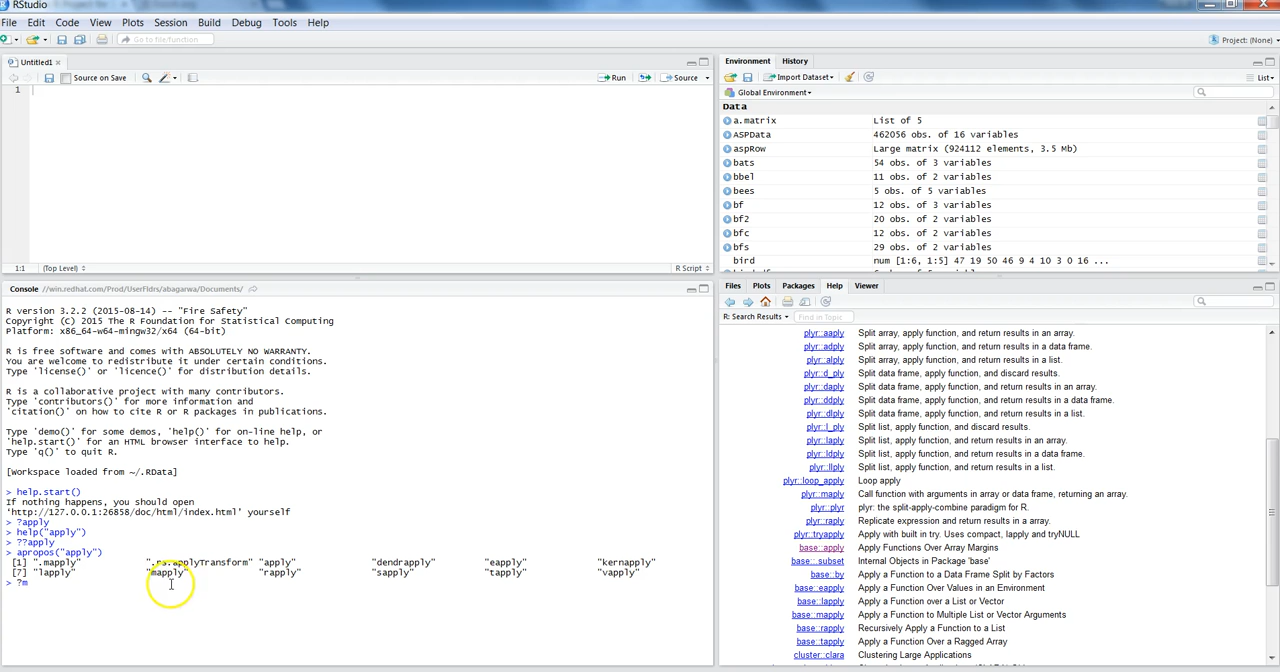 RStudio
File Edit Code View Plots Session Build Debug Tools Help
Go to file/function
Project: (None)
Untitled1
Source on Save
Run
Source
1
1:1
(Top Level)
R Script
Console //win.redhat.com/Prod/UserFldrs/abagarwa/Documents/
R version 3.2.2 (2015-08-14) -- "Fire Safety"
Copyright (C) 2015 The R Foundation for Statistical Computing
Platform: x86_64-w64-mingw32/x64 (64-bit)
R is free software and comes with ABSOLUTELY NO WARRANTY.
You are welcome to redistribute it under certain conditions.
Type 'license()' or 'licence()' for distribution details.
R is a collaborative project with many contributors.
Type 'contributors()' for more information and
'citation()' on how to cite R or R packages in publications.
Type 'demo()' for some demos, 'help()' for on-line help, or
'help.start()' for an HTML browser interface to help.
Type 'q()' to quit R.
[Workspace loaded from ~/.RData]
> help.start()
If nothing happens, you should open
'http://127.0.0.1:26858/doc/html/index.html' yourself
> ?apply
> help("apply")
> ??apply
> apropos("apply")
[1] ".mapply" "applyTransform" "apply" "dendrapply" "eapply" "kernapply"
[7] "lapply" "mapply" "rapply" "sapply" "tapply" "vapply"
> ?m
Environment History
Import Dataset
List
Global Environment
Data
a.matrix List of 5
ASPData 462056 obs. of 16 variables
aspRow Large matrix (924112 elements, 3.5 Mb)
bats 54 obs. of 3 variables
bbel 11 obs. of 2 variables
bees 5 obs. of 5 variables
bf 12 obs. of 3 variables
bf2 20 obs. of 2 variables
bfc 12 obs. of 2 variables
bfs 29 obs. of 2 variables
bird num [1:6, 1:5] 47 19 50 46 9 4 10 3 0 16 ...
Files Plots Packages Help Viewer
R: Search Results
Find in Topic
plyr::aaply Split array, apply function, and return results in an array.
plyr::adply Split array, apply function, and return results in a data frame.
plyr::alply Split array, apply function, and return results in a list.
plyr::a_ply Split data frame, apply function, and discard results.
plyr::daply Split data frame, apply function, and return results in an array.
plyr::ddply Split data frame, apply function, and return results in a data frame.
plyr::dlply Split data frame, apply function, and return results in a list.
plyr::l_ply Split list, apply function, and discard results.
plyr::laply Split list, apply function, and return results in an array.
plyr::ldply Split list, apply function, and return results in a data frame.
plyr::llply Split list, apply function, and return results in a list.
plyr::loop_apply Loop apply
plyr::maply Call function with arguments in array or data frame, returning an array.
plyr::plyr plyr: the split-apply-combine paradigm for R.
plyr::raply Replicate expression and return results in a array.
plyr::tryapply Apply with built in try. Uses compact, lapply and tryNULL
base::apply Apply Functions Over Array Margins
base::.subset Internal Objects in Package 'base'
base::by Apply a Function to a Data Frame Split by Factors
base::eapply Apply a Function Over Values in an Environment
base::lapply Apply a Function over a List or Vector
base::mapply Apply a Function to Multiple List or Vector Arguments
base::rapply Recursively Apply a Function to a List
base::tapply Apply a Function Over a Ragged Array
cluster::clara Clustering Large Applications